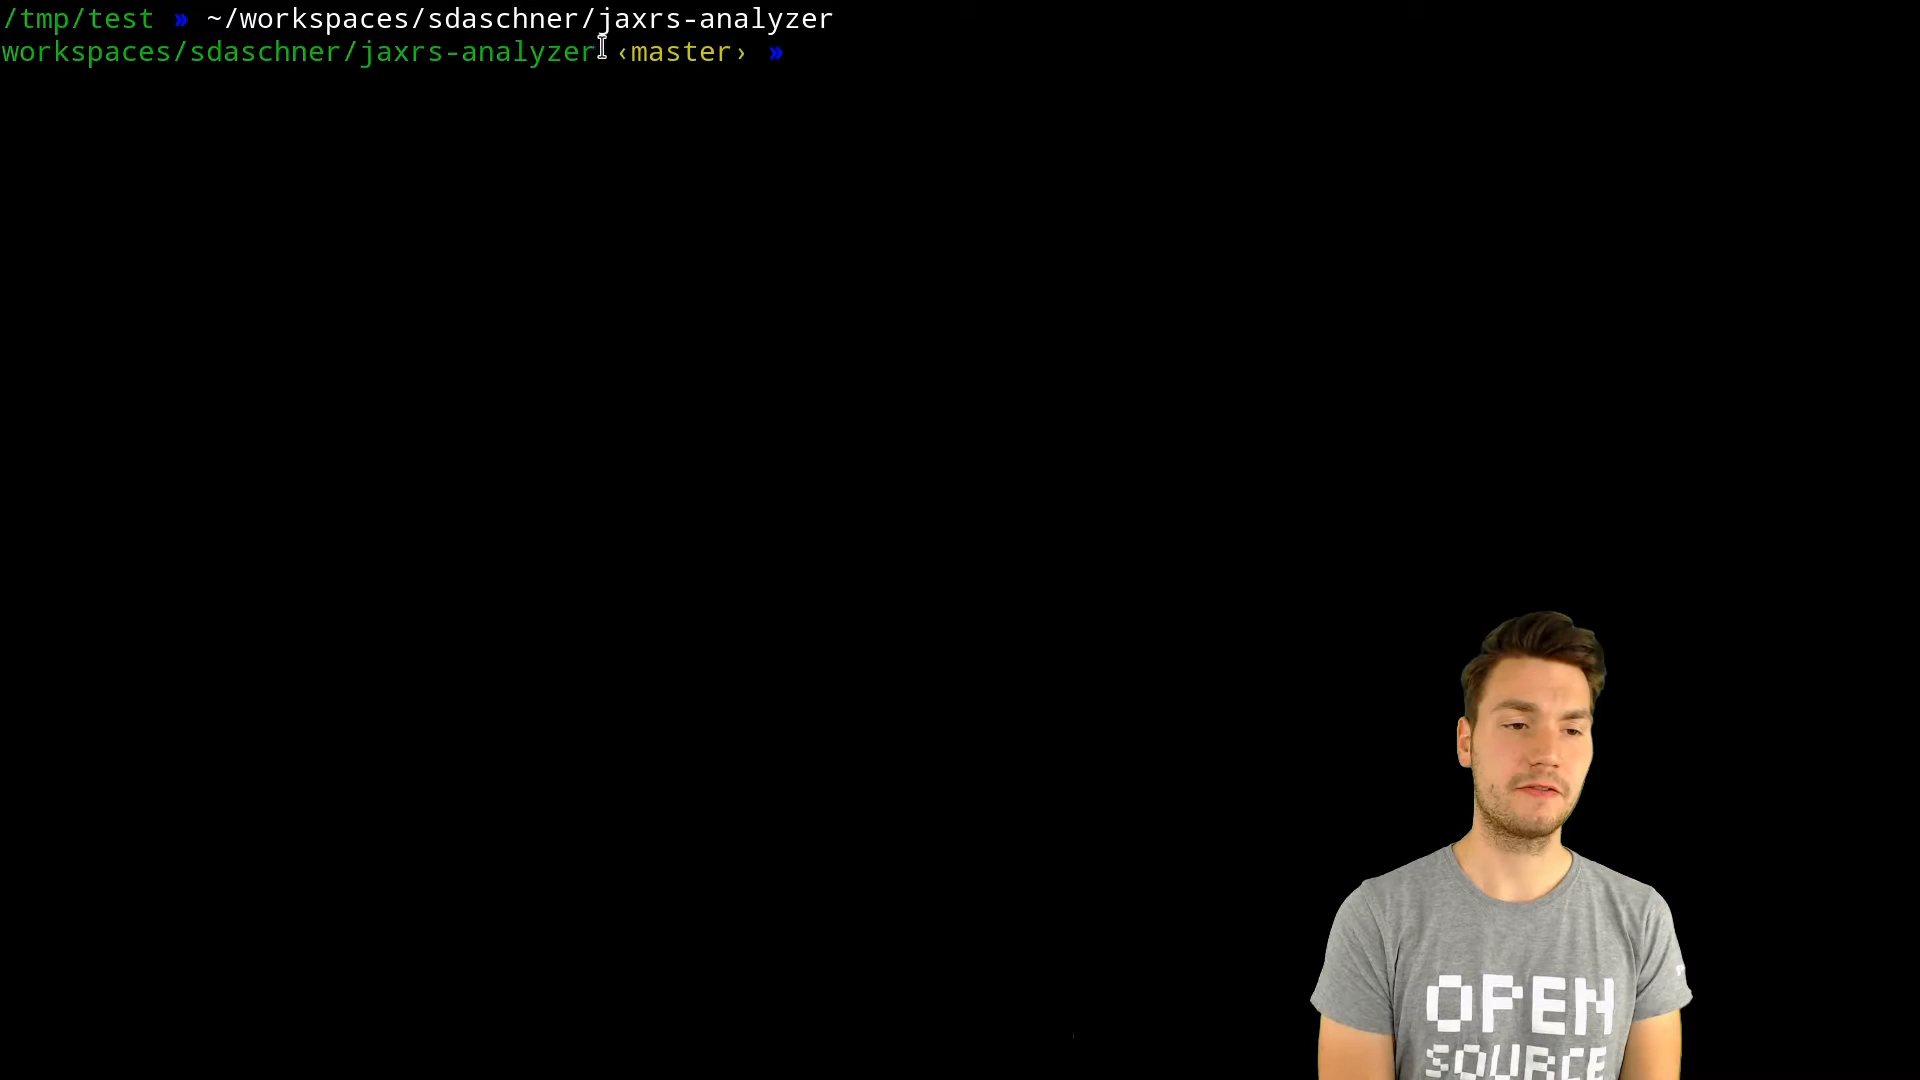 /tmp/test » ~/workspaces/sdaschner/jaxrs-analyzer
workspaces/sdaschner/jaxrs-analyzer ‹master› »
OPEN
SOURCE